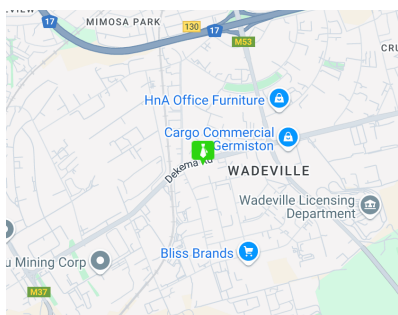 MIMOSA PARK
17
130
17
M53
CRU
HnA Office Furniture
Cargo Commercial
Germiston
Dekema Rd
WADEVILLE
Wadeville Licensing
Department
Bliss Brands
u Mining Corp
M37